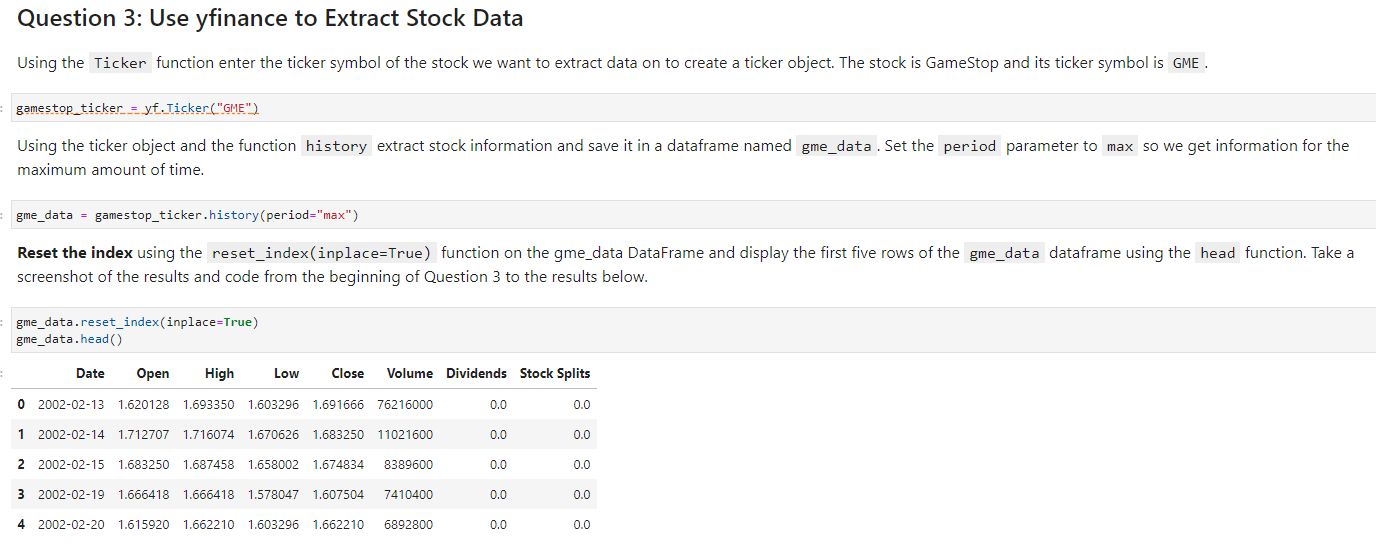 Question 3: Use yfinance to Extract Stock Data
Using the Ticker function enter the ticker symbol of the stock we want to extract data on to create a ticker object. The stock is GameStop and its ticker symbol is GME .
gamestop_ticker = yf.Ticker("GME")
Using the ticker object and the function history extract stock information and save it in a dataframe named gme_data . Set the period parameter to max so we get information for the
maximum amount of time.
gme_data = gamestop_ticker.history(period="max")
Reset the index using the reset_index(inplace=True) function on the gme_data DataFrame and display the first five rows of the gme_data dataframe using the head function. Take a
screenshot of the results and code from the beginning of Question 3 to the results below.
gme_data.reset_index(inplace=True)
gme_data.head()
Date Open High Low Close Volume Dividends Stock Splits
0 2002-02-13 1.620128 1.693350 1.603296 1.691666 76216000 0.0 0.0
1 2002-02-14 1.712707 1.716074 1.670626 1.683250 11021600 0.0 0.0
2 2002-02-15 1.683250 1.687458 1.658002 1.674834 8389600 0.0 0.0
3 2002-02-19 1.666418 1.666418 1.578047 1.607504 7410400 0.0 0.0
4 2002-02-20 1.615920 1.662210 1.603296 1.662210 6892800 0.0 0.0